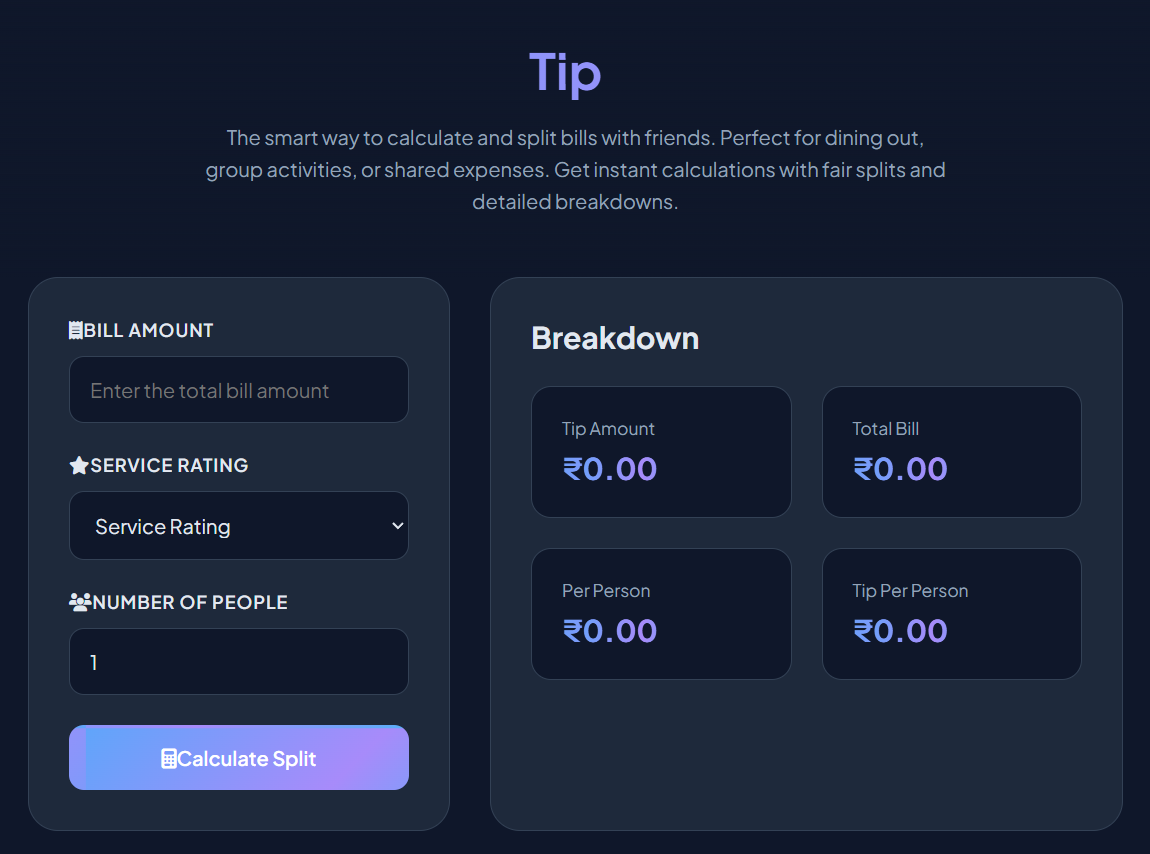 Tip
The smart way to calculate and split bills with friends. Perfect for dining out,
group activities, or shared expenses. Get instant calculations with fair splits and
detailed breakdowns.
BILL AMOUNT
Enter the total bill amount
SERVICE RATING
Service Rating
NUMBER OF PEOPLE
1
Calculate Split
Breakdown
Tip Amount
₹0.00
Total Bill
₹0.00
Per Person
₹0.00
Tip Per Person
₹0.00